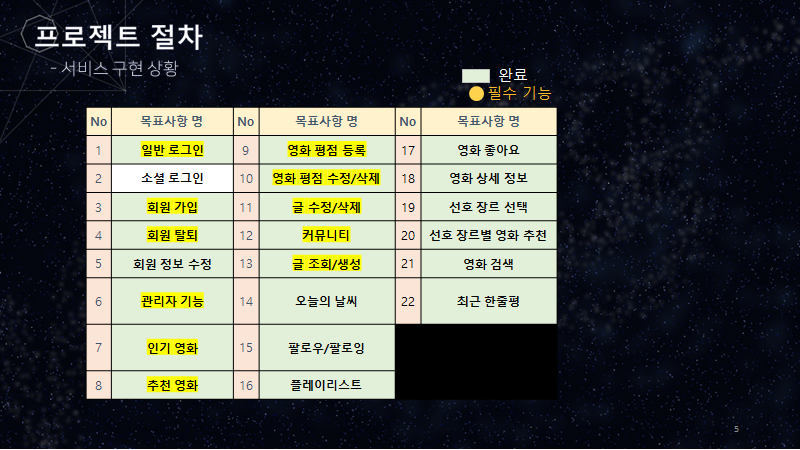 프로젝트 절차
- 서비스 구현 상황
완료
필수 기능
No 목표사항 명 No 목표사항 명 No 목표사항 명
1 일반 로그인 9 영화 평점 등록 17 영화 좋아요
2 소셜 로그인 10 영화 평점 수정/삭제 18 영화 상세 정보
3 회원 가입 11 글 수정/삭제 19 선호 장르 선택
4 회원 탈퇴 12 커뮤니티 20 선호 장르별 영화 추천
5 회원 정보 수정 13 글 조회/생성 21 영화 검색
6 관리자 기능 14 오늘의 날씨 22 최근 한줄평
7 인기 영화 15 팔로우/팔로잉
8 추천 영화 16 플레이리스트
5